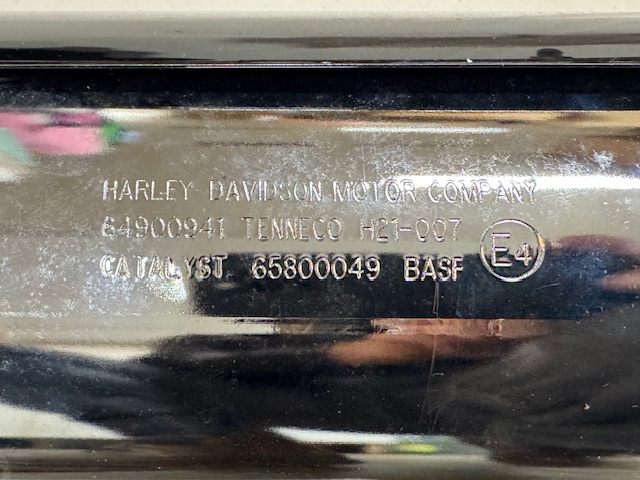 HARLEY-DAVIDSON MOTOR COMPANY
64900941 TENNECO H21-007
CATALYST 65800049 BASF E4